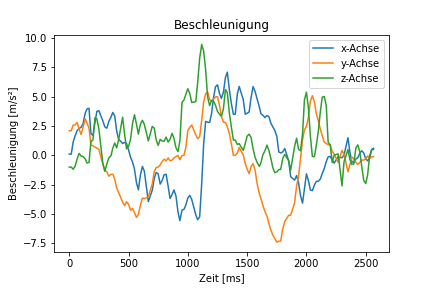 Beschleunigung
10.0
7.5
5.0
2.5
0.0
−2.5
−5.0
−7.5
Beschleunigung [m/s²]
x-Achse
y-Achse
z-Achse
0
500
1000
1500
2000
2500
Zeit [ms]